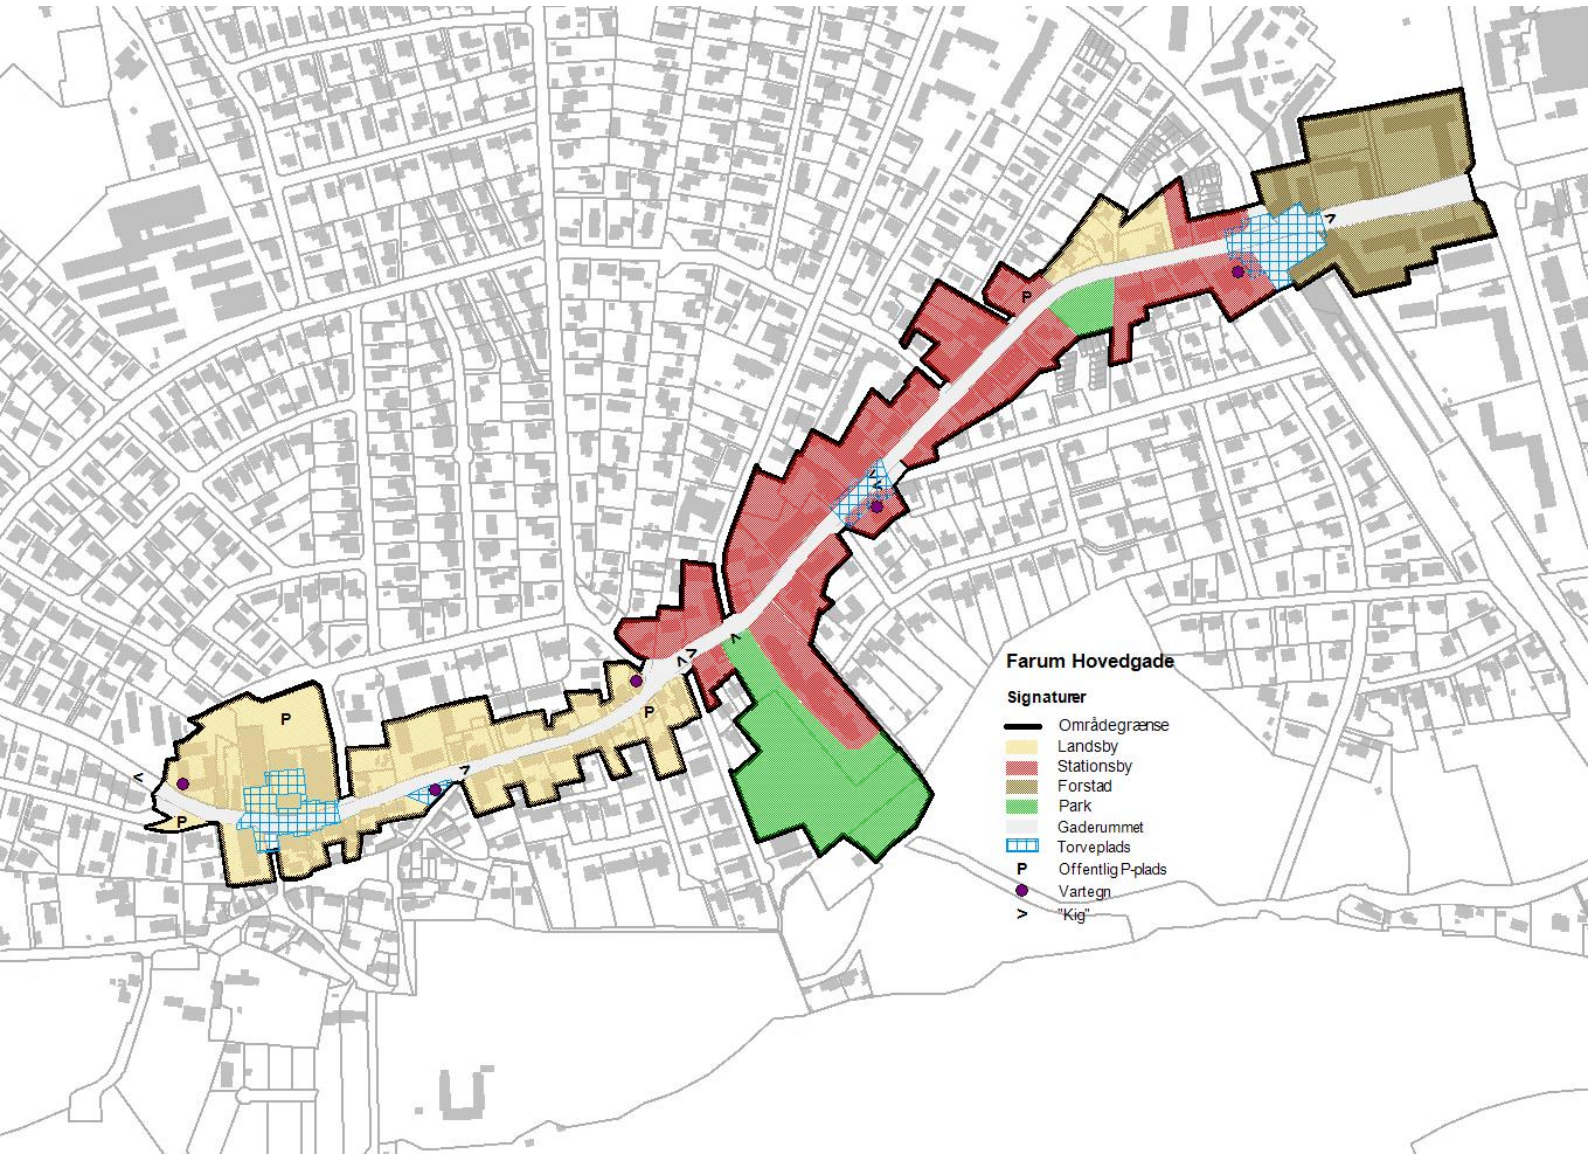 P
P
P
P
Farum Hovedgade
Signaturer
Områdegrænse
Landsby
Stationsby
Forstad
Park
Gaderummet
Torveplads
P Offentlig P-plads
Vartegn
> "Kig"